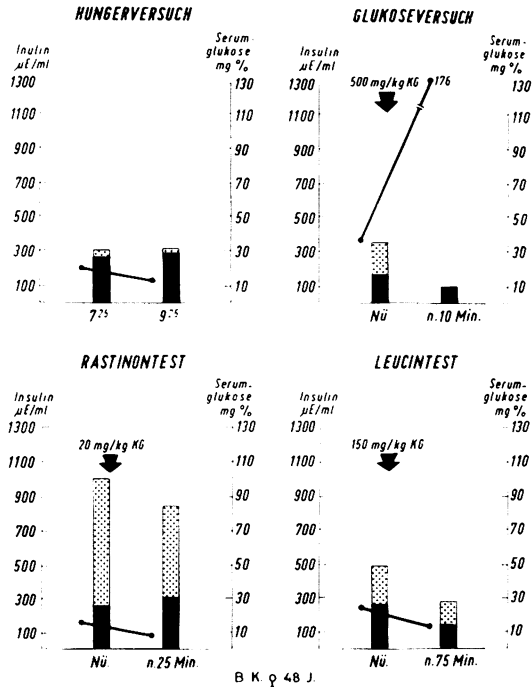 HUNGERVERSUCH
Insulin
µE/ml
Serum-
glukose
mg %
1300
1100
900
700
500
300
100
130
110
90
70
50
30
10
7²⁵
GLUKOSEVERSUCH
Insulin
µE/ml
Serum-
glukose
mg %
1300
1100
900
700
500
300
100
500 mg/kg KG
176
130
110
90
70
50
30
10
Nü
n.10 Min.
RASTINONTEST
Insulin
µE/ml
Serum-
glukose
mg %
1300
1100
900
700
500
300
100
20 mg/kg KG
130
110
90
70
50
30
10
Nü.
n.25 Min.
LEUCINTEST
Insulin
µE/ml
Serum-
glukose
mg %
1300
1100
900
700
500
300
100
150 mg/kg KG
130
110
90
70
50
30
10
Nü.
n.75 Min.
B K. ♀ 48 J.